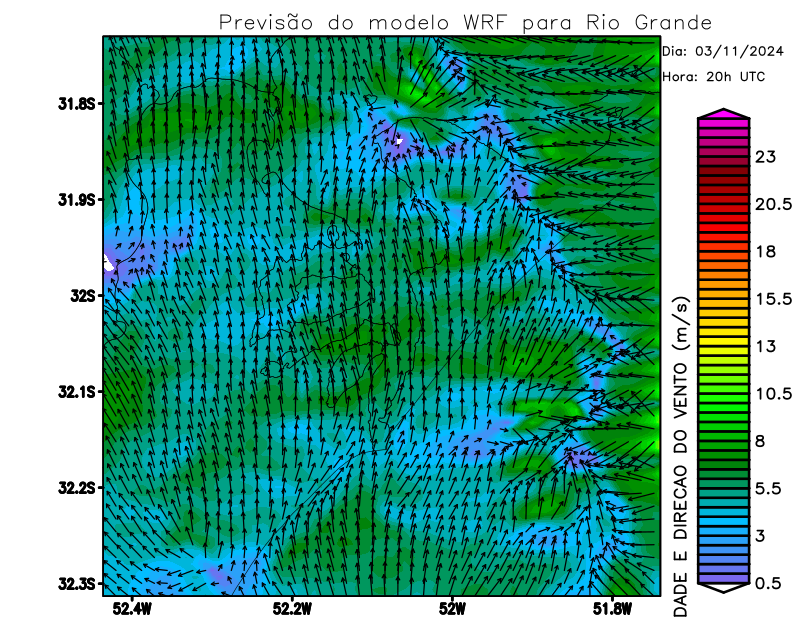 Previsão do modelo WRF para Rio Grande
Dia: 03/11/2024
Hora: 20h UTC
31.8S
31.9S
32S
32.1S
32.2S
32.3S
52.4W
52.2W
52W
51.8W
23
20.5
18
15.5
13
10.5
8
5.5
3
0.5
DADE E DIRECAO DO VENTO (m/s)